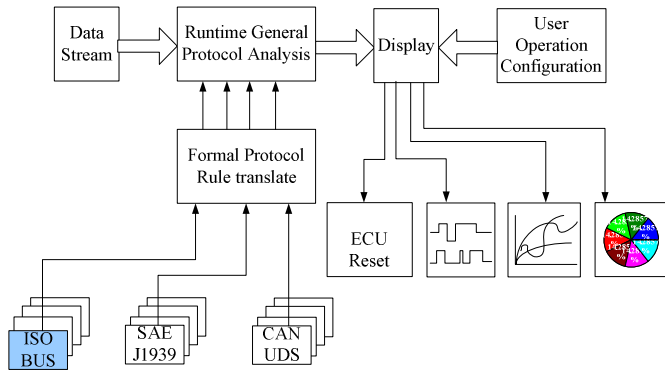 Data
Stream
Runtime General
Protocol Analysis
Display
User
Operation
Configuration
Formal Protocol
Rule translate
ECU
Reset
ISO
BUS
SAE
J1939
CAN
UDS